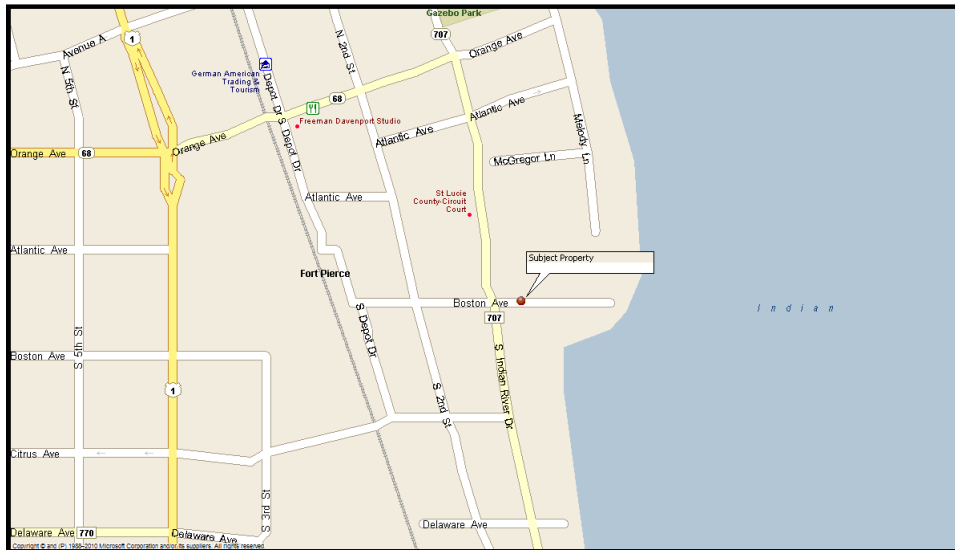 Gazebo Park
1
707
Avenue A
N 2nd St
Orange Ave
N 5th St
German American
Trading &
Tourism
Depot Dr
68
Atlantic Ave
Freeman Davenport Studio
S Depot Dr
Melody Ln
Orange Ave
Atlantic Ave
Orange Ave
68
McGregor Ln
Atlantic Ave
St Lucie
County-Circuit
Court
Atlantic Ave
Subject Property
Fort Pierce
Boston Ave
Indian
707
S Depot Dr
S 5th St
Boston Ave
S Indian River Dr
1
S 2nd St
Citrus Ave
S 3rd St
Delaware Ave
Delaware Ave
770
Delaware Ave
Copyright © and (P) 1988–2010 Microsoft Corporation and/or its suppliers. All rights reserved